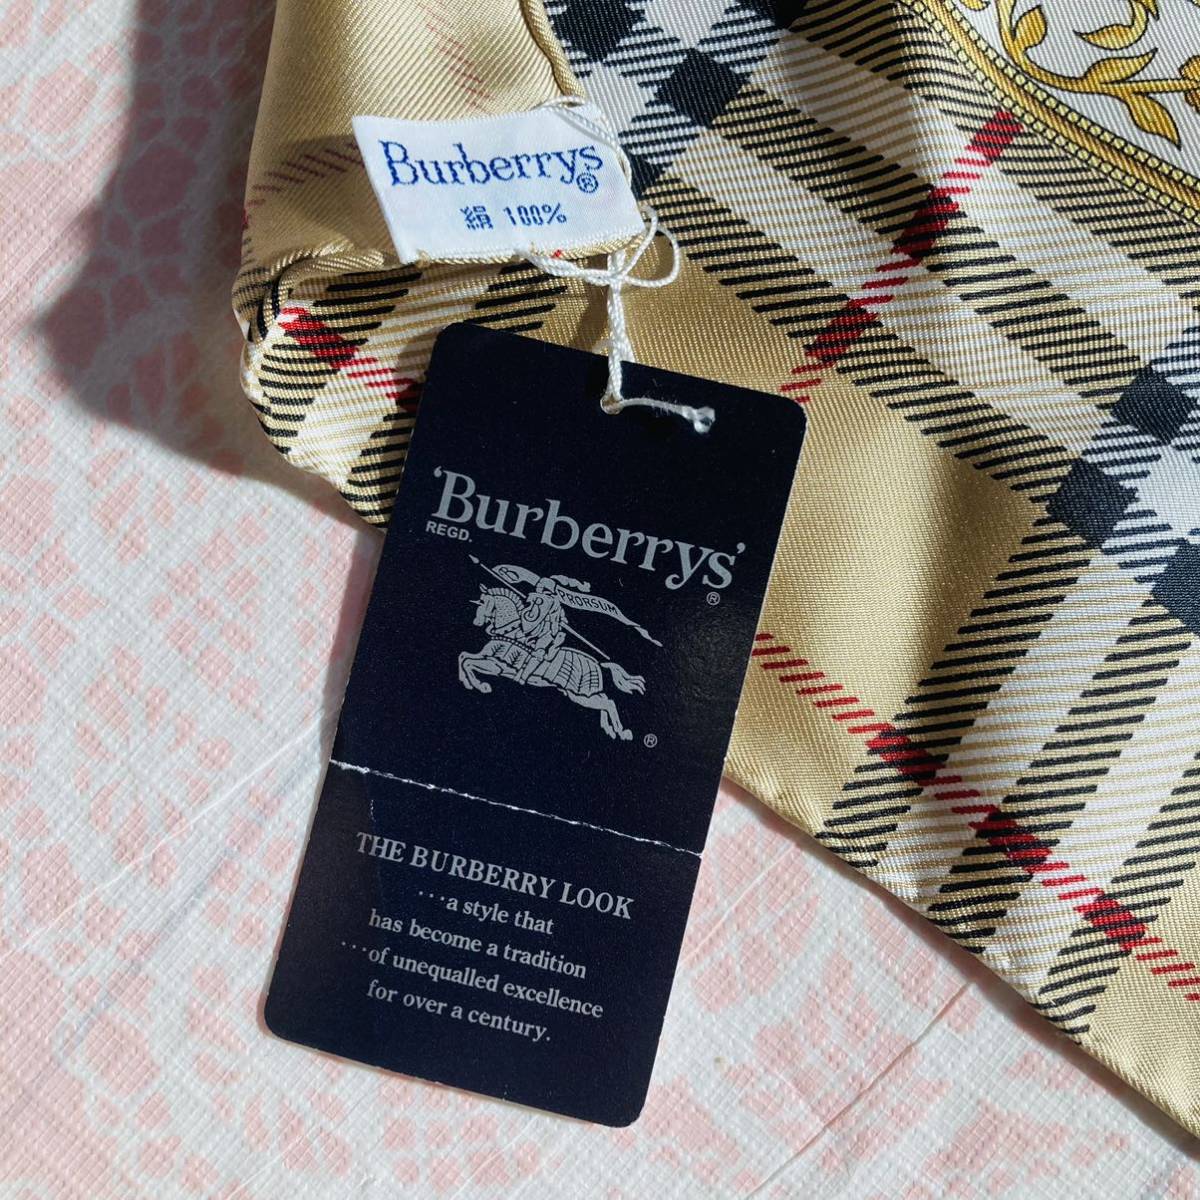 Burberrys
®
絹 100%
'Burberrys'
REGD.
®
PRORSUM
B
®
THE BURBERRY LOOK
...a style that
has become a tradition
...of unequalled excellence
for over a century.